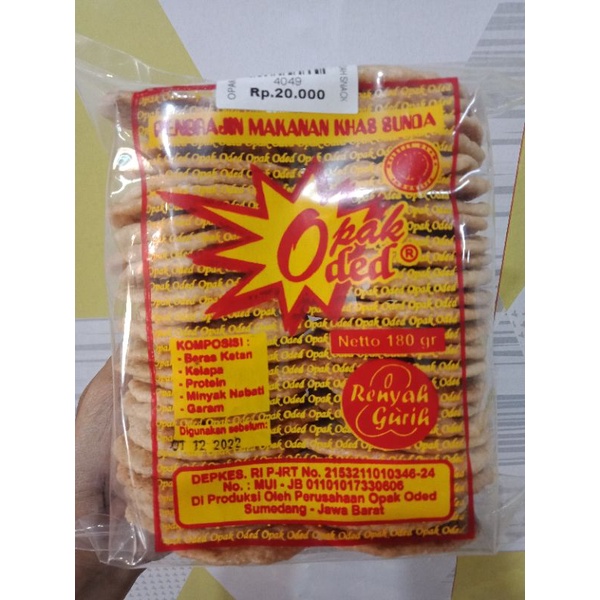 4049
Rp.20.000
PENGRAJIN MAKANAN KHAS SUNDA
Opak
Oded®
Netto 180 gr
KOMPOSISI :
- Beras Ketan
- Kelapa
- Protein
- Minyak Nabati
- Garam
Digunakan sebelum:
01 12 2022
Renyah
Gurih
DEPKES. RI P-IRT No. 2153211010346-24
No. : MUI - JB 01101017330606
Di Produksi Oleh Perusahaan Opak Oded
Sumedang - Jawa Barat